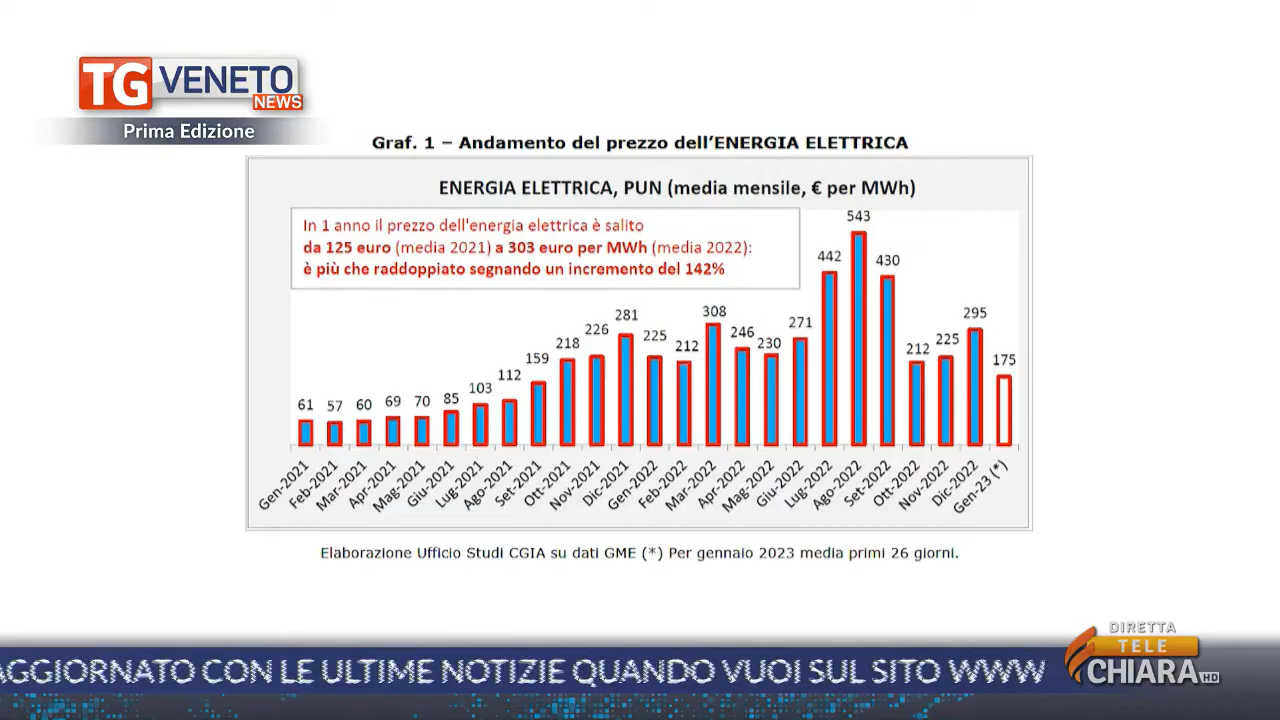 TG VENETO
NEWS
Prima Edizione
Graf. 1 – Andamento del prezzo dell’ENERGIA ELETTRICA
ENERGIA ELETTRICA, PUN (media mensile, € per MWh)
In 1 anno il prezzo dell'energia elettrica è salito
da 125 euro (media 2021) a 303 euro per MWh (media 2022):
è più che raddoppiato segnando un incremento del 142%
61 57 60 69 70 85 103 112 159 218 226 281 225 212 308 246 230 271 442 543 430 212 225 295 175
Gen-2021 Feb-2021 Mar-2021 Apr-2021 Mag-2021 Giu-2021 Lug-2021 Ago-2021 Set-2021 Ott-2021 Nov-2021 Dic-2021 Gen-2022 Feb-2022 Mar-2022 Apr-2022 Mag-2022 Giu-2022 Lug-2022 Ago-2022 Set-2022 Ott-2022 Nov-2022 Dic-2022 Gen-23 (*)
Elaborazione Ufficio Studi CGIA su dati GME (*) Per gennaio 2023 media primi 26 giorni.
AGGIORNATO CON LE ULTIME NOTIZIE QUANDO VUOI SUL SITO WWW
DIRETTA
TELE
CHIARA HD